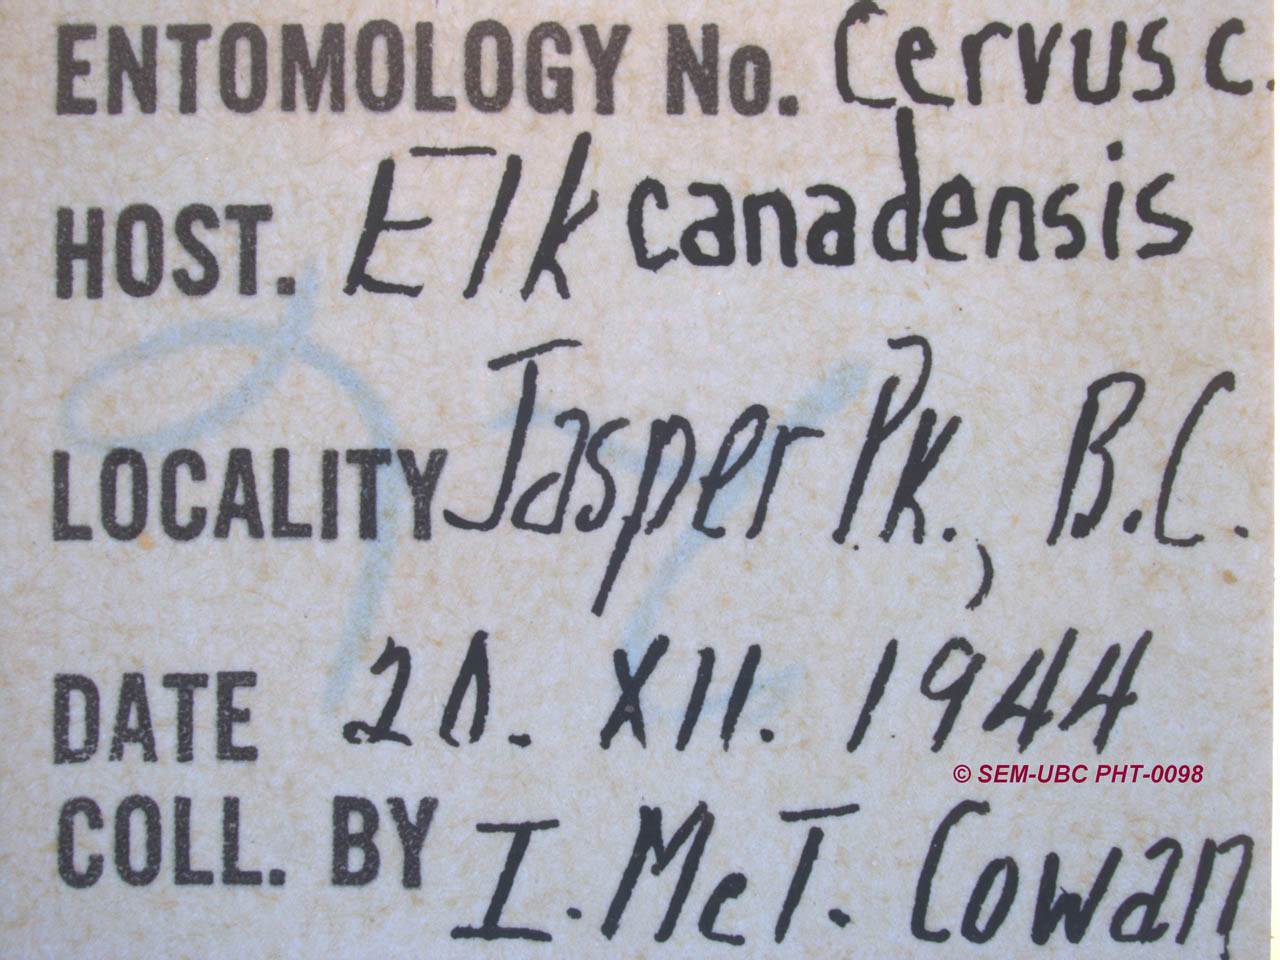 ENTOMOLOGY No. Cervus c.
HOST. Elk canadensis
LOCALITY Jasper Pk., B.C.
DATE 20. XII. 1944
© SEM-UBC PHT-0098
COLL. BY I. McT. Cowan